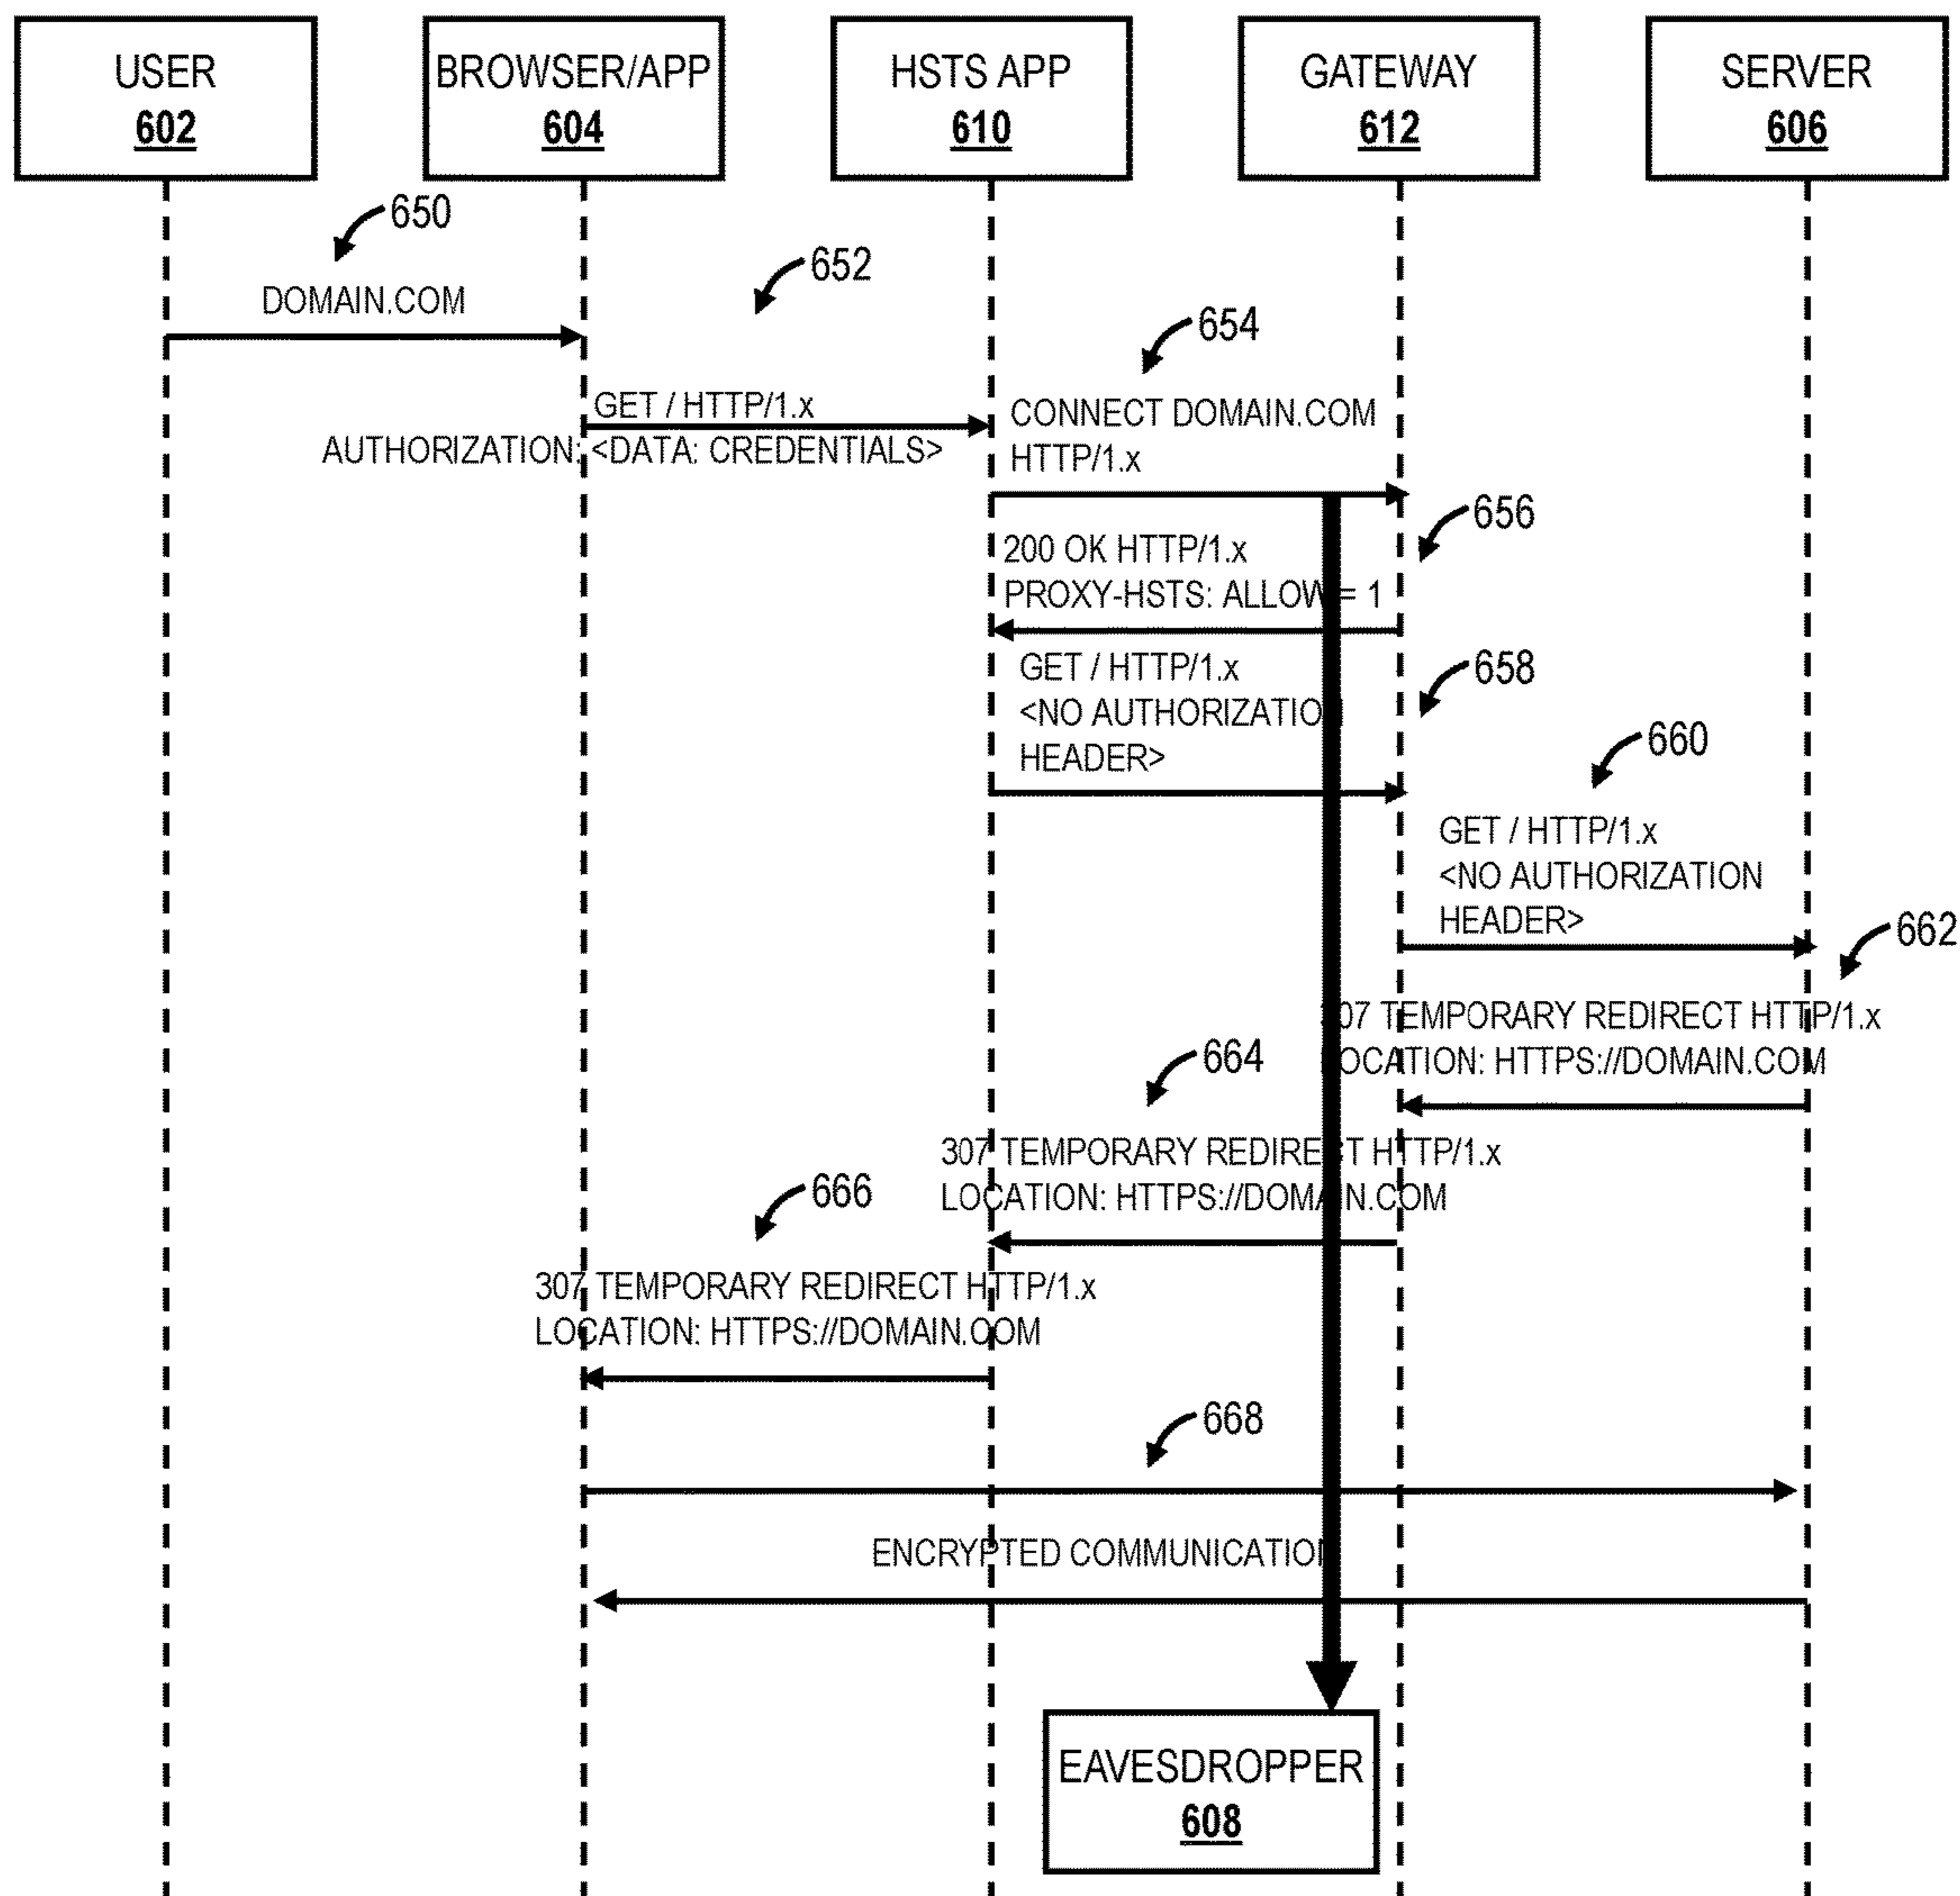 USER
602
BROWSER/APP
604
HSTS APP
610
GATEWAY
612
SERVER
606
650
DOMAIN.COM
652
GET / HTTP/1.x
AUTHORIZATION: <DATA: CREDENTIALS>
654
CONNECT DOMAIN.COM
HTTP/1.x
656
200 OK HTTP/1.x
PROXY-HSTS: ALLOW = 1
658
GET / HTTP/1.x
<NO AUTHORIZATION
HEADER>
660
GET / HTTP/1.x
<NO AUTHORIZATION
HEADER>
662
307 TEMPORARY REDIRECT HTTP/1.x
LOCATION: HTTPS://DOMAIN.COM
664
307 TEMPORARY REDIRECT HTTP/1.x
LOCATION: HTTPS://DOMAIN.COM
666
307 TEMPORARY REDIRECT HTTP/1.x
LOCATION: HTTPS://DOMAIN.COM
668
ENCRYPTED COMMUNICATION
EAVESDROPPER
608